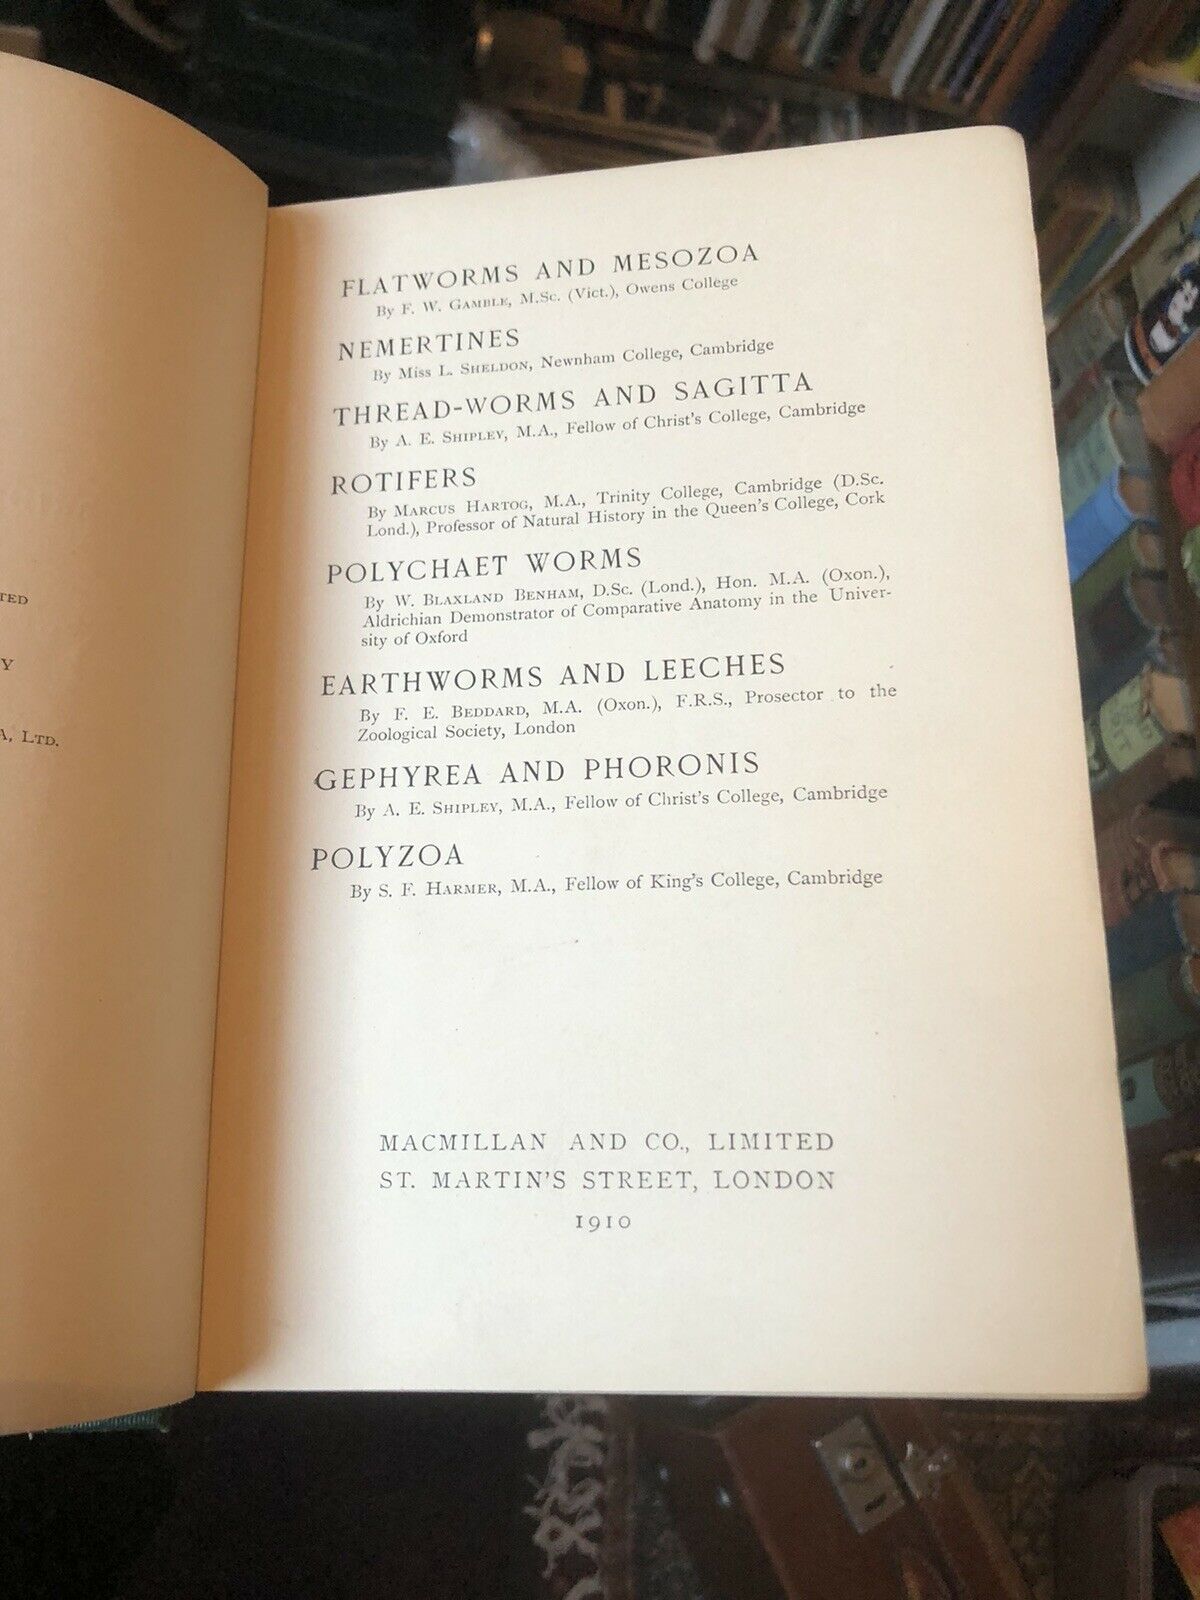 TED
Y
A, LTD.
FLATWORMS AND MESOZOA
By F. W. GAMBLE, M.Sc. (Vict.), Owens College
NEMERTINES
By MISS L. SHELDON, Newnham College, Cambridge
THREAD-WORMS AND SAGITTA
By A. E. SHIPLEY, M.A., Fellow of Christ's College, Cambridge
ROTIFERS
By MARCUS HARTOG, M.A., Trinity College, Cambridge (D.Sc.
Lond.), Professor of Natural History in the Queen's College, Cork
POLYCHAET WORMS
By W. BLAXLAND BENHAM, D.Sc. (Lond.), Hon. M.A. (Oxon.),
Aldrichian Demonstrator of Comparative Anatomy in the Univer-
sity of Oxford
EARTHWORMS AND LEECHES
By F. E. BEDDARD, M.A. (Oxon.), F.R.S., Prosector to the
Zoological Society, London
GEPHYREA AND PHORONIS
By A. E. SHIPLEY, M.A., Fellow of Christ's College, Cambridge
POLYZOA
By S. F. HARMER, M.A., Fellow of King's College, Cambridge
MACMILLAN AND CO., LIMITED
ST. MARTIN'S STREET, LONDON
1910